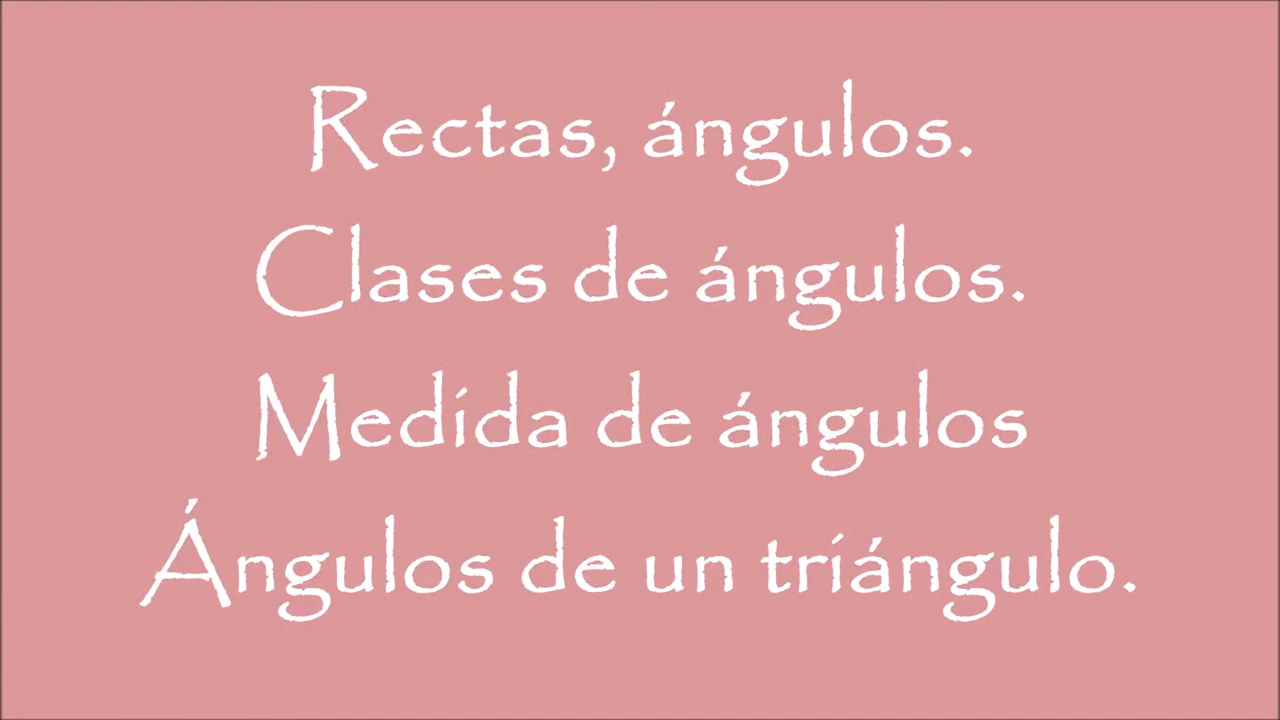 Rectas, ángulos.
Clases de ángulos.
Medida de ángulos
Ángulos de un triángulo.